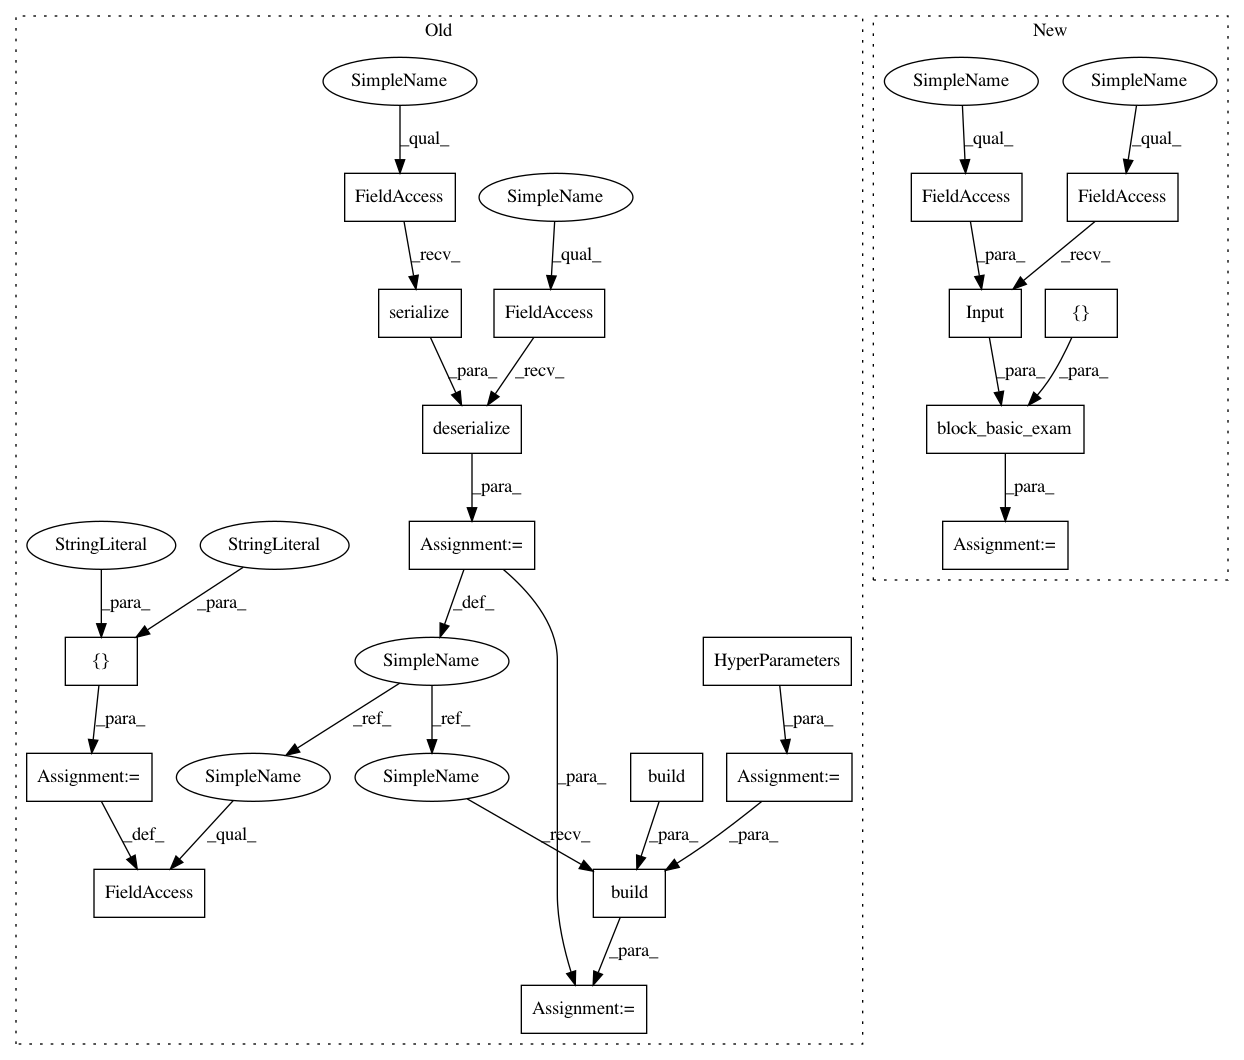 Old
New
SimpleName
SimpleName
SimpleName
_qual_
_qual_
_qual_
FieldAccess
SimpleName
FieldAccess
FieldAccess
_recv_
_qual_
_para_
_recv_
serialize
FieldAccess
Input
{}
_para_
_recv_
_para_
_para_
deserialize
block_basic_exam
_para_
_para_
StringLiteral
StringLiteral
Assignment:=
Assignment:=
_para_
_para_
_def_
{}
SimpleName
HyperParameters
_para_
_ref_
_ref_
_para_
Assignment:=
SimpleName
SimpleName
_para_
build
Assignment:=
_def_
_qual_
_recv_
_para_
_para_
FieldAccess
build
_para_
Assignment:=